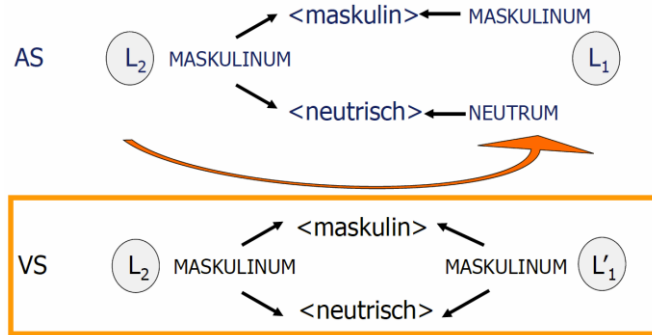 <maskulin> MASKULINUM
AS L2 MASKULINUM L1
<neutrisch> NEUTRUM
<maskulin>
VS L2 MASKULINUM MASKULINUM L'1
<neutrisch>